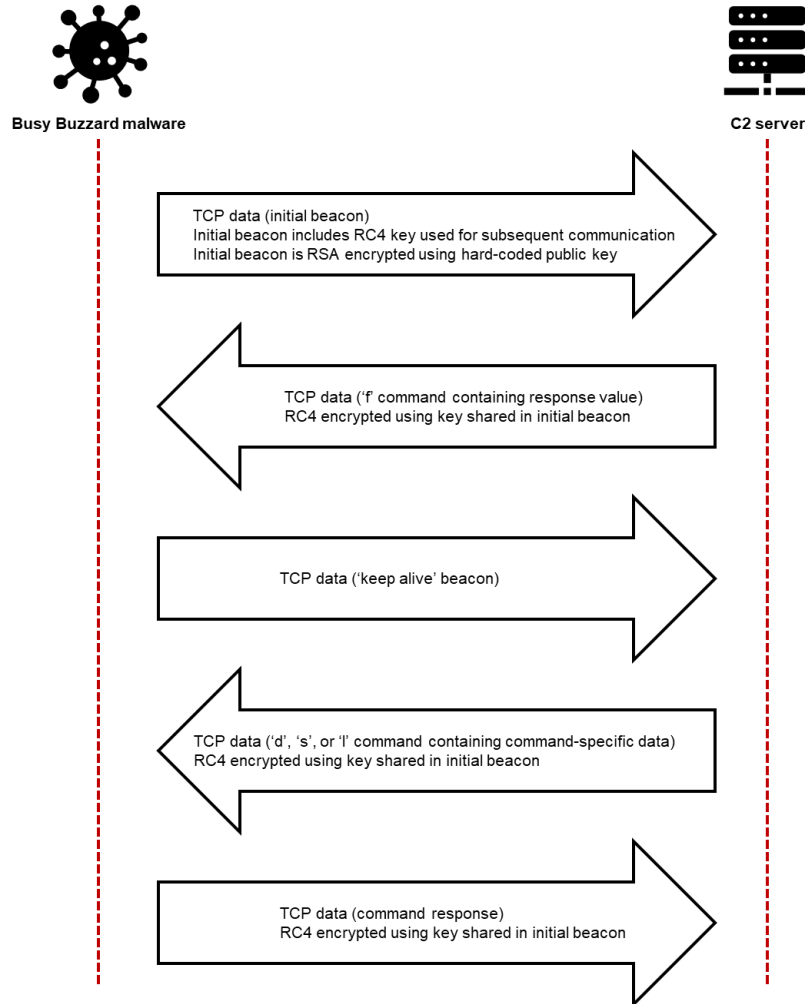 Busy Buzzard malware
C2 server
TCP data (initial beacon)
Initial beacon includes RC4 key used for subsequent communication
Initial beacon is RSA encrypted using hard-coded public key
TCP data (‘f’ command containing response value)
RC4 encrypted using key shared in initial beacon
TCP data (‘keep alive’ beacon)
TCP data (‘d’, ‘s’, or ‘l’ command containing command-specific data)
RC4 encrypted using key shared in initial beacon
TCP data (command response)
RC4 encrypted using key shared in initial beacon